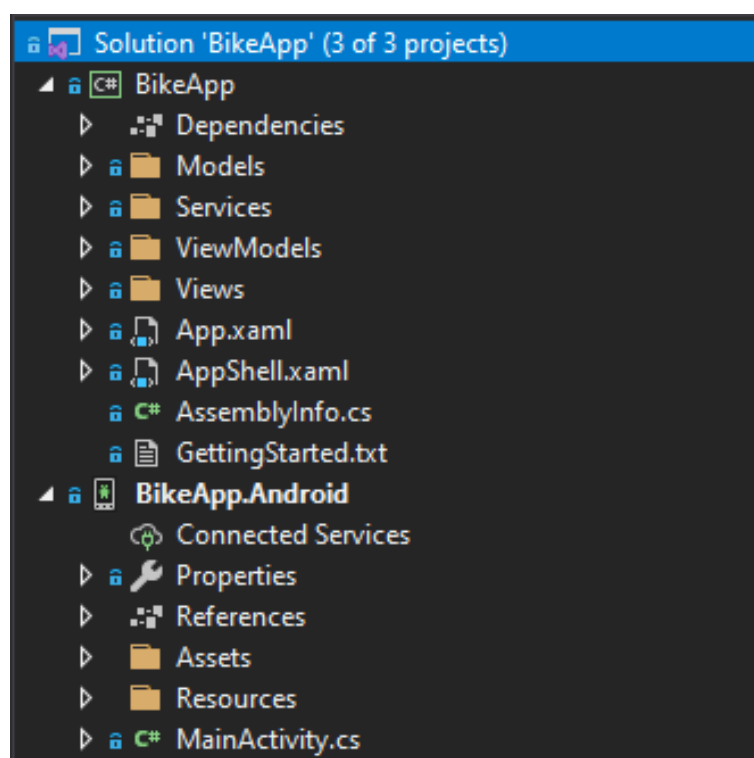 Solution 'BikeApp' (3 of 3 projects)
C# BikeApp
Dependencies
Models
Services
ViewModels
Views
App.xaml
AppShell.xaml
C# AssemblyInfo.cs
GettingStarted.txt
BikeApp.Android
Connected Services
Properties
References
Assets
Resources
C# MainActivity.cs